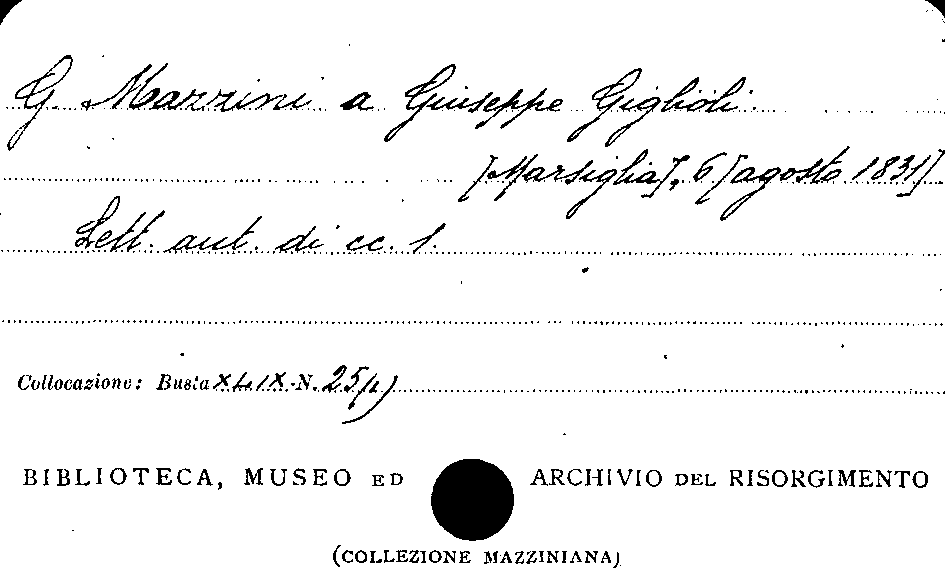 G. Mazzini a Giuseppe Giglioli.
[Marsiglia], 6 [agosto 1831]
Lett. aut. di cc. 1.
Collocazione: Busta XLIX-N. 25
BIBLIOTECA, MUSEO ED ARCHIVIO DEL RISORGIMENTO
(COLLEZIONE MAZZINIANA)